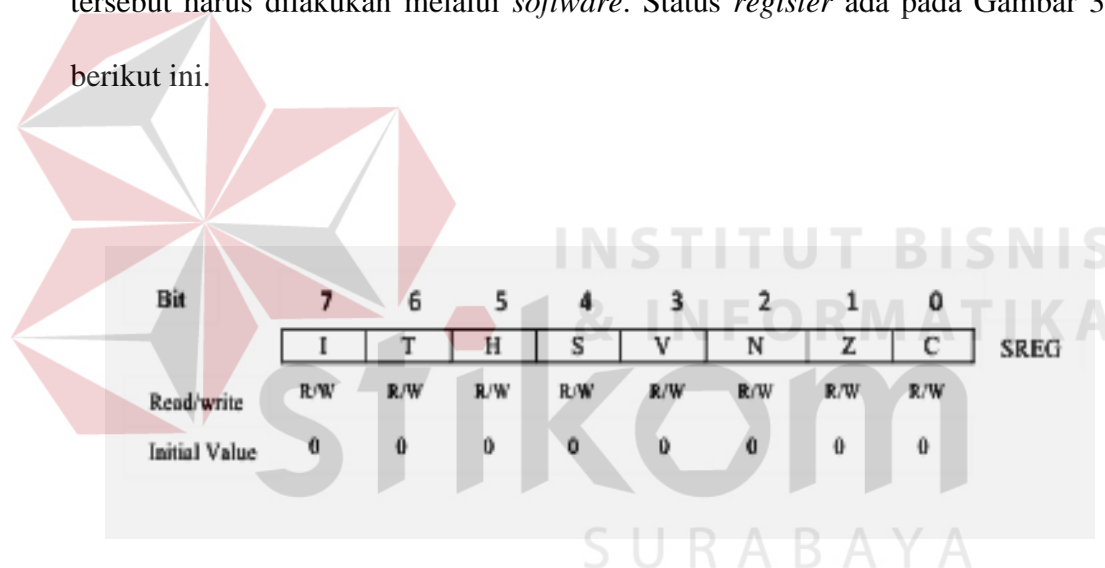 tersebut harus dilakukan melalui software. Status register ada pada Gambar 3
berikut ini.
INSTITUT BISNIS
& INFORMATIKA
stikom
SURABAYA
Bit 7 6 5 4 3 2 1 0
I T H S V N Z C SREG
Read/write R/W R/W R/W R/W R/W R/W R/W R/W
Initial Value 0 0 0 0 0 0 0 0